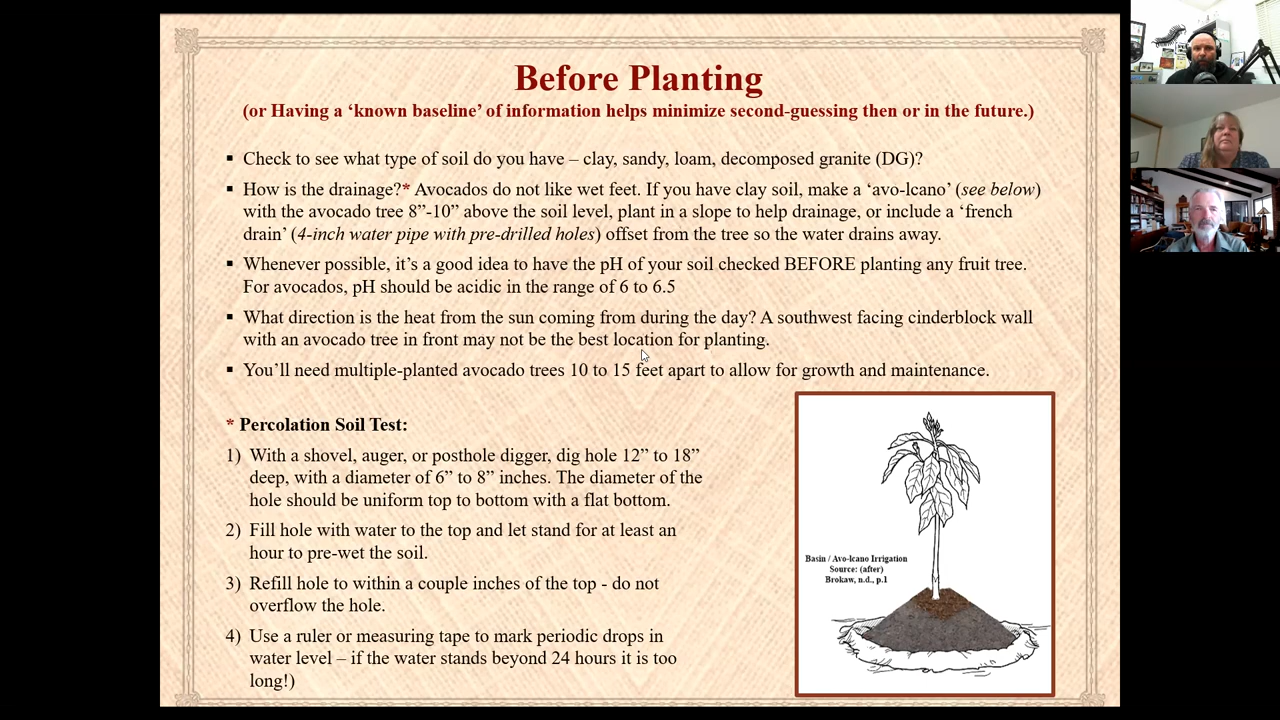 Before Planting
(or Having a ‘known baseline’ of information helps minimize second-guessing then or in the future.)
▪ Check to see what type of soil do you have – clay, sandy, loam, decomposed granite (DG)?
▪ How is the drainage?* Avocados do not like wet feet. If you have clay soil, make a ‘avo-lcano’ (see below)
with the avocado tree 8”-10” above the soil level, plant in a slope to help drainage, or include a ‘french
drain’ (4-inch water pipe with pre-drilled holes) offset from the tree so the water drains away.
▪ Whenever possible, it’s a good idea to have the pH of your soil checked BEFORE planting any fruit tree.
For avocados, pH should be acidic in the range of 6 to 6.5
▪ What direction is the heat from the sun coming from during the day? A southwest facing cinderblock wall
with an avocado tree in front may not be the best location for planting.
▪ You’ll need multiple-planted avocado trees 10 to 15 feet apart to allow for growth and maintenance.
* Percolation Soil Test:
1) With a shovel, auger, or posthole digger, dig hole 12” to 18”
deep, with a diameter of 6” to 8” inches. The diameter of the
hole should be uniform top to bottom with a flat bottom.
2) Fill hole with water to the top and let stand for at least an
hour to pre-wet the soil.
3) Refill hole to within a couple inches of the top - do not
overflow the hole.
4) Use a ruler or measuring tape to mark periodic drops in
water level – if the water stands beyond 24 hours it is too
long!)
Basin / Avo-lcano Irrigation
Source: (after)
Brokaw, n.d., p.1